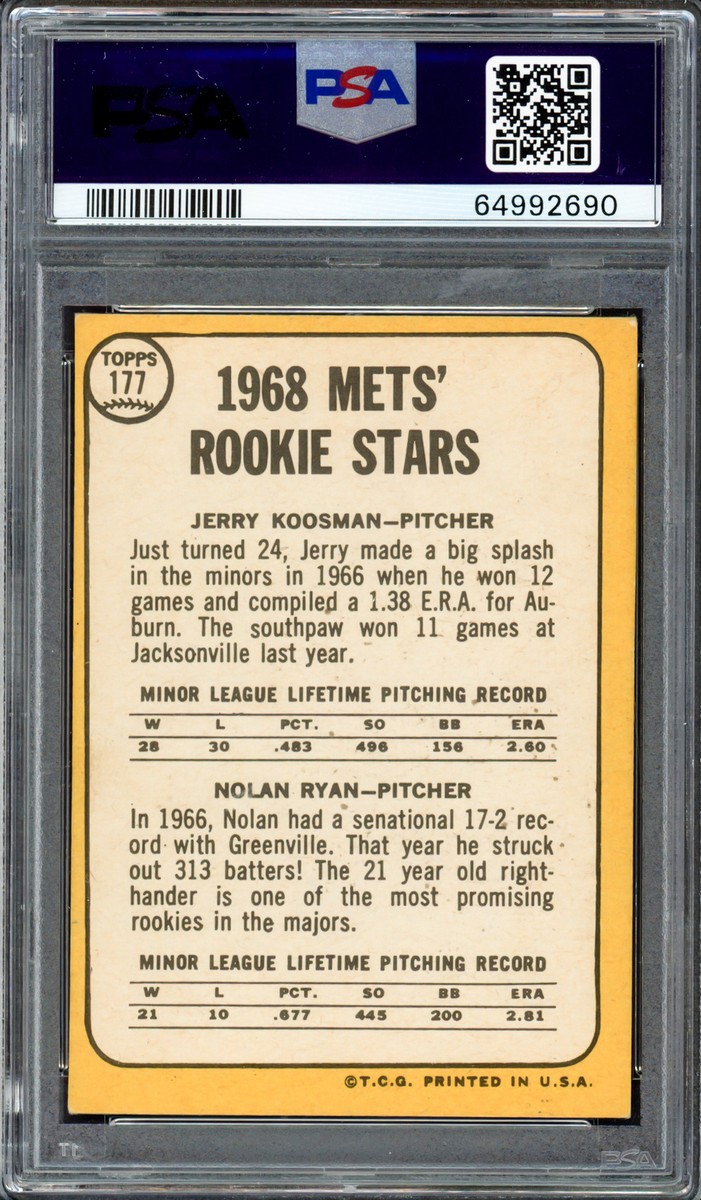 PSA
PSA
64992690
TOPPS
177
1968 METS'
ROOKIE STARS
JERRY KOOSMAN—PITCHER
Just turned 24, Jerry made a big splash
in the minors in 1966 when he won 12
games and compiled a 1.38 E.R.A. for Au-
burn. The southpaw won 11 games at
Jacksonville last year.
MINOR LEAGUE LIFETIME PITCHING RECORD
W L PCT. SO BB ERA
28 30 .483 496 156 2.60
NOLAN RYAN—PITCHER
In 1966, Nolan had a senational 17-2 rec-
ord with Greenville. That year he struck
out 313 batters! The 21 year old right-
hander is one of the most promising
rookies in the majors.
MINOR LEAGUE LIFETIME PITCHING RECORD
W L PCT. SO BB ERA
21 10 .677 445 200 2.81
©T.C.G. PRINTED IN U.S.A.
PSA